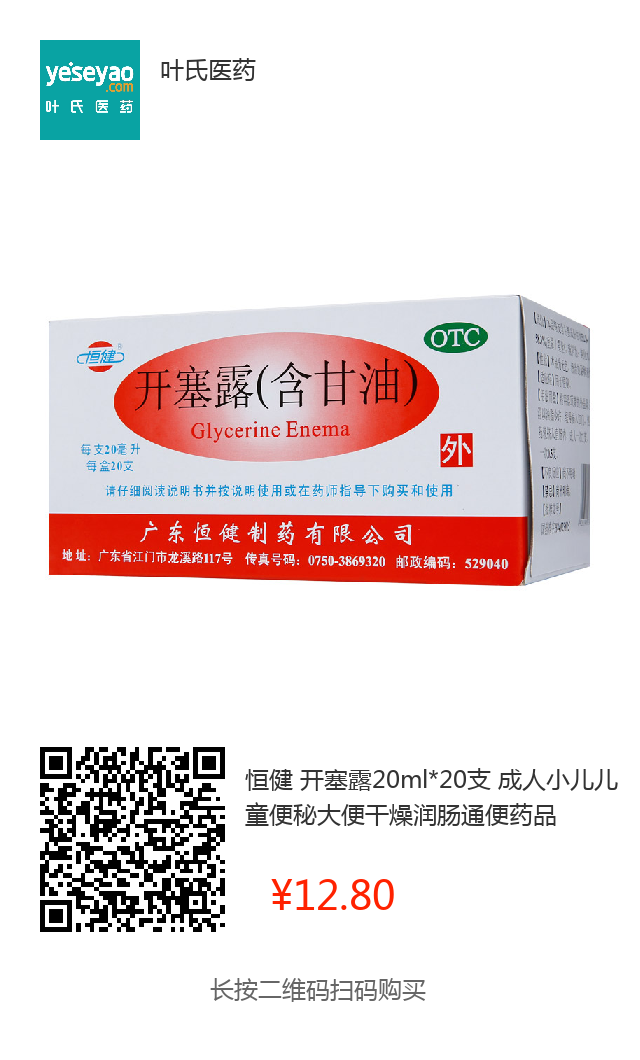 yeseyao
.com
叶氏医药
叶氏医药
恒健
®
OTC
开塞露(含甘油)
Glycerine Enema
每支20毫升
每盒20支
外
请仔细阅读说明书并按说明使用或在药师指导下购买和使用
广东恒健制药有限公司
地址：广东省江门市龙溪路117号 传真号码：0750-3869320 邮政编码：529040
恒健 开塞露20ml*20支 成人小儿儿
童便秘大便干燥润肠通便药品
¥12.80
长按二维码扫码购买